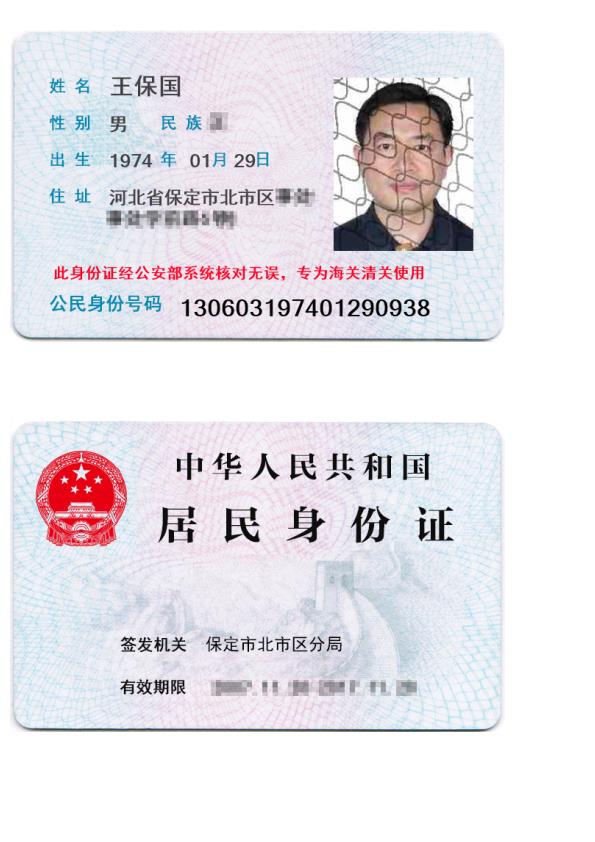 姓名 王保国
性别 男 民族
出生 1974 年 01月 29日
住址 河北省保定市北市区
此身份证经公安部系统核对无误，专为海关清关使用
公民身份号码 130603197401290938
中华人民共和国
居民身份证
签发机关 保定市北市区分局
有效期限